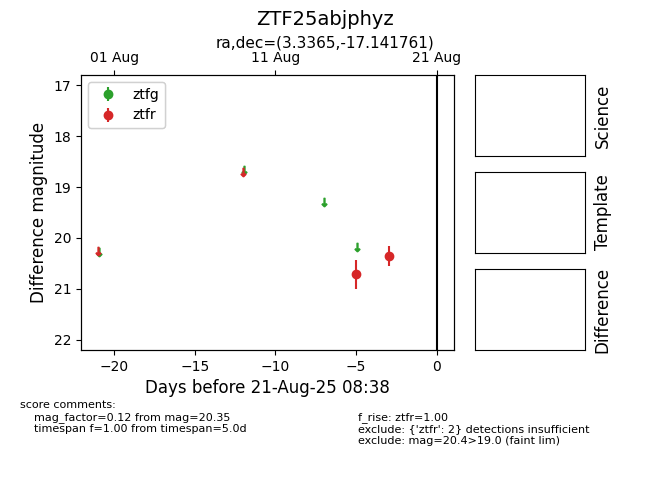 ZTF25abjphyz
ra,dec=(3.3365,-17.141761)
01 Aug
11 Aug
21 Aug
ztfg
ztfr
17
18
19
20
21
22
Difference magnitude
−20
−15
−10
−5
0
Days before 21-Aug-25 08:38
Science
Template
Difference
score comments:
mag_factor=0.12 from mag=20.35
timespan f=1.00 from timespan=5.0d
f_rise: ztfr=1.00
exclude: {'ztfr': 2} detections insufficient
exclude: mag=20.4>19.0 (faint lim)